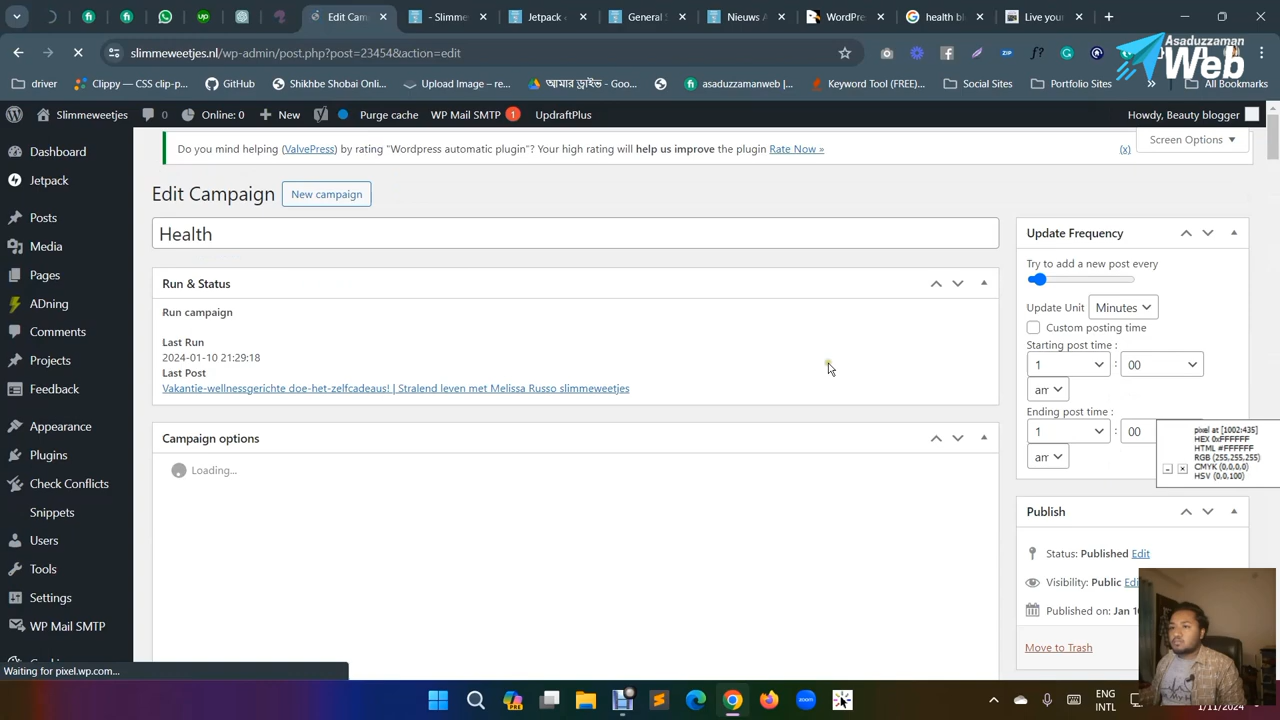 Edit Cam
- Slimme
Jetpack
General S
Nieuws A
WordPre
health bl
Live your
slimmeweetjes.nl/wp-admin/post.php?post=23454&action=edit
Asaduzzaman
Web
driver
Clippy — CSS clip-p...
GitHub
Shikhbe Shobai Onli...
Upload Image — re...
আমার ড্রাইভ - Goo...
asaduzzamanweb |...
Keyword Tool (FREE)...
Social Sites
Portfolio Sites
All Bookmarks
Slimmeweetjes
0
Online: 0
New
Purge cache
WP Mail SMTP 1
UpdraftPlus
Howdy, Beauty blogger
Dashboard
Jetpack
Posts
Media
Pages
ADning
Comments
Projects
Feedback
Appearance
Plugins
Check Conflicts
Snippets
Users
Tools
Settings
WP Mail SMTP
Do you mind helping (ValvePress) by rating "Wordpress automatic plugin"? Your high rating will help us improve the plugin Rate Now »
(x)
Screen Options
Edit Campaign
New campaign
Health
Run & Status
Run campaign
Last Run
2024-01-10 21:29:18
Last Post
Vakantie-wellnessgerichte doe-het-zelfcadeaus! | Stralend leven met Melissa Russo slimmeweetjes
Campaign options
Loading...
Update Frequency
Try to add a new post every
Update Unit Minutes
Custom posting time
Starting post time :
1 : 00
am
Ending post time :
1 : 00
am
pixel at [1002:435]
HEX 0xFFFFFF
HTML #FFFFFF
RGB (255,255,255)
CMYK (0,0,0,0)
HSV (0,0,100)
Publish
Status: Published Edit
Visibility: Public Edi
Published on: Jan 1
Move to Trash
Waiting for pixel.wp.com...
ENG
INTL
1/11/2024